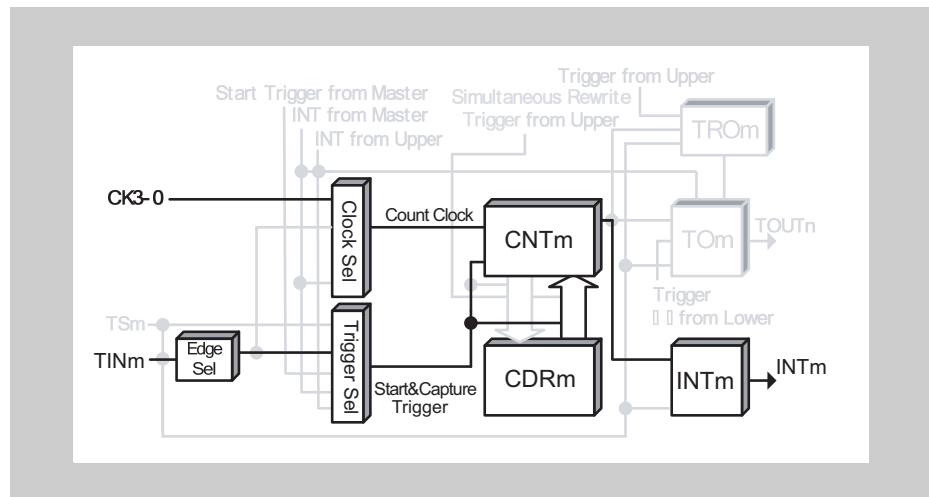 Trigger from Upper
Start Trigger from Master
Simultaneous Rewrite
INT from Master
Trigger from Upper
INT from Upper
TROm
CK3-0
Clock Sel
Count Clock
CNTm
TOm
TOUTn
Trigger
from Lower
TSm
TINm
Edge
Sel
Trigger Sel
Start&Capture
Trigger
CDRm
INTm
INTm